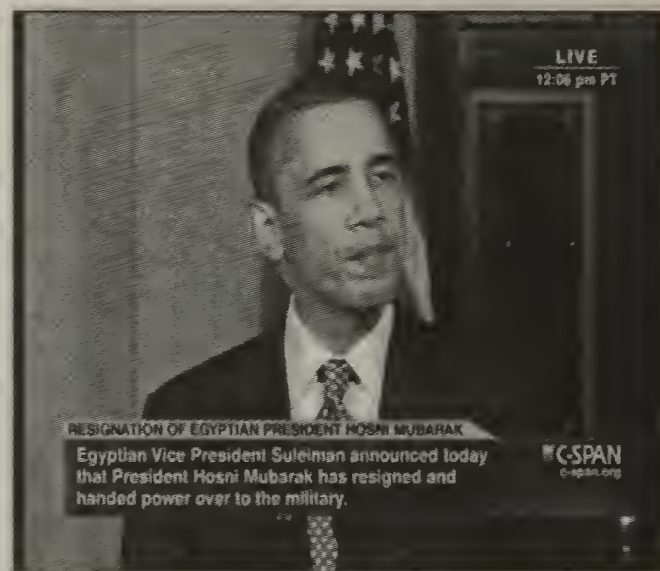 LIVE
12:06 pm PT
RESIGNATION OF EGYPTIAN PRESIDENT HOSNI MUBARAK
Egyptian Vice President Suleiman announced today
that President Hosni Mubarak has resigned and
handed power over to the military.
C-SPAN
c-span.org